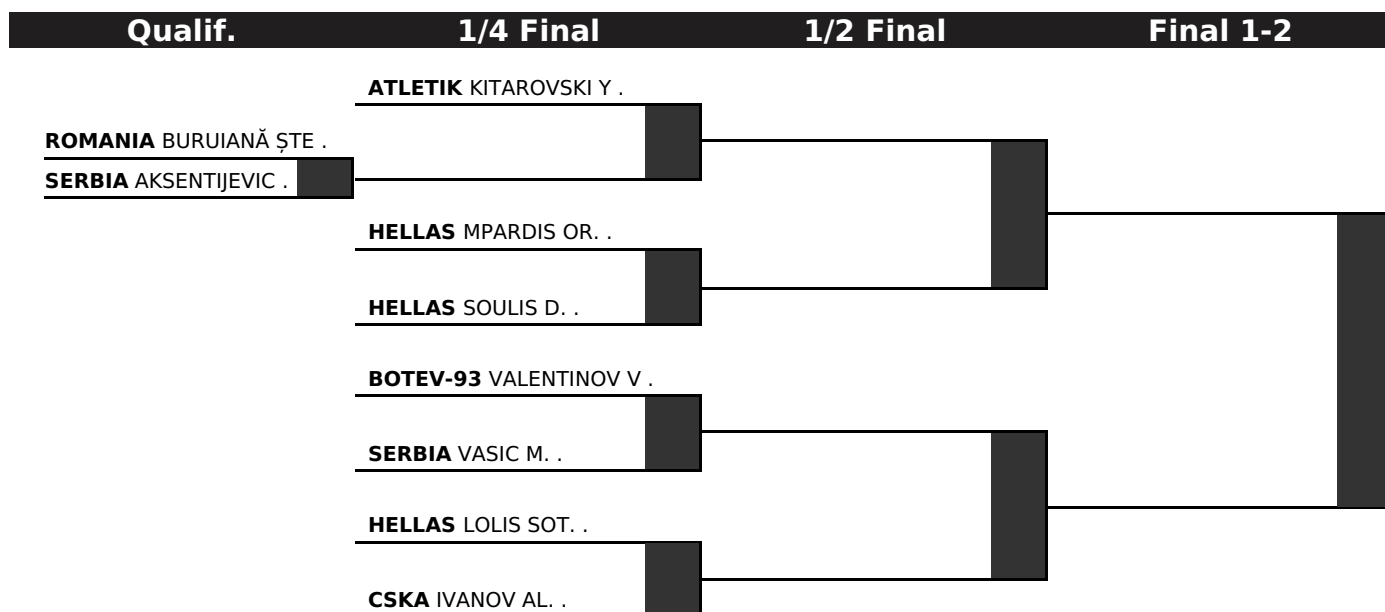 Qualif. 1/4 Final 1/2 Final Final 1-2
ATLETIK KITAROVSKI Y .
ROMANIA BURUIANĂ ȘTE .
SERBIA AKSENTIJEVIC .
HELLAS MPARDIS OR. .
HELLAS SOULIS D. .
BOTEV-93 VALENTINOV V .
SERBIA VASIC M. .
HELLAS LOLIS SOT. .
CSKA IVANOV AL. .